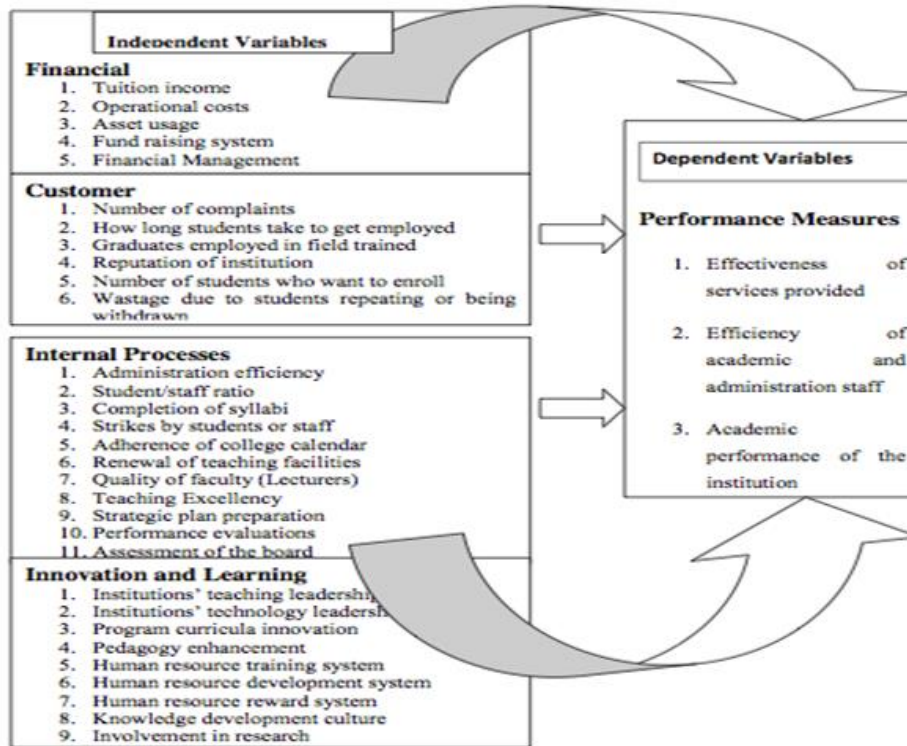 Independent Variables
Financial
1. Tuition income
2. Operational costs
3. Asset usage
4. Fund raising system
5. Financial Management
Customer
1. Number of complaints
2. How long students take to get employed
3. Graduates employed in field trained
4. Reputation of institution
5. Number of students who want to enroll
6. Wastage due to students repeating or being
withdrawn
Internal Processes
1. Administration efficiency
2. Student/staff ratio
3. Completion of syllabi
4. Strikes by students or staff
5. Adherence of college calendar
6. Renewal of teaching facilities
7. Quality of faculty (Lecturers)
8. Teaching Excellency
9. Strategic plan preparation
10. Performance evaluations
11. Assessment of the board
Innovation and Learning
1. Institutions' teaching leadership
2. Institutions' technology leadersh
3. Program curricula innovation
4. Pedagogy enhancement
5. Human resource training system
6. Human resource development system
7. Human resource reward system
8. Knowledge development culture
9. Involvement in research
Dependent Variables
Performance Measures
1. Effectiveness of
services provided
2. Efficiency of
academic and
administration staff
3. Academic
performance of the
institution